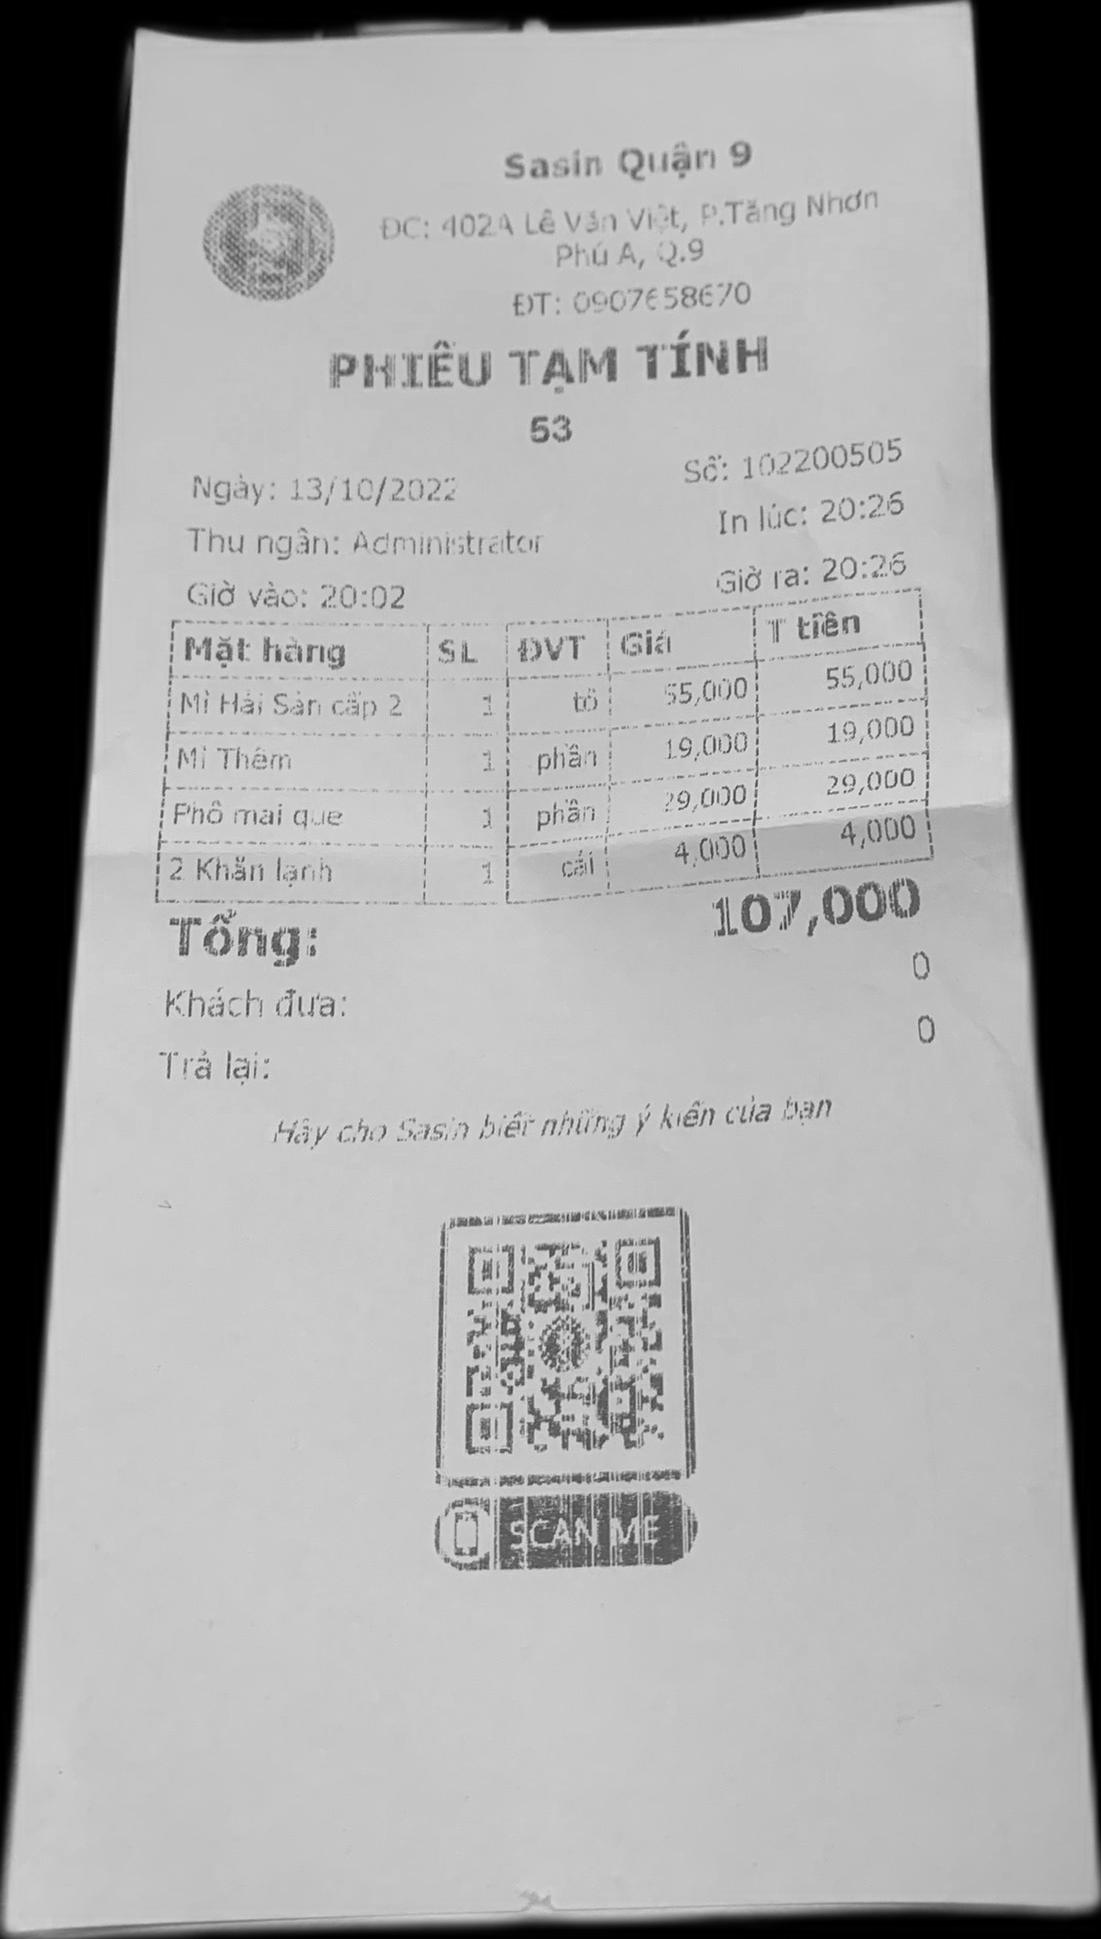 Sasin Quận 9
ĐC: 402A Lê Văn Việt, P.Tăng Nhơn
Phú A, Q.9
ĐT: 0907658670
PHIẾU TẠM TÍNH
53
Ngày: 13/10/2022 Số: 102200505
Thu ngân: Administrator In lúc: 20:26
Giờ vào: 20:02 Giờ ra: 20:26
Mặt hàng SL ĐVT Giá T tiền
Mì Hải Sản cấp 2 1 tô 55,000 55,000
Mì Thêm 1 phần 19,000 19,000
Phô mai que 1 phần 29,000 29,000
2 Khăn lạnh 1 cái 4,000 4,000
Tổng: 107,000
Khách đưa: 0
Trả lại: 0
Hãy cho Sasin biết những ý kiến của bạn
SCAN ME